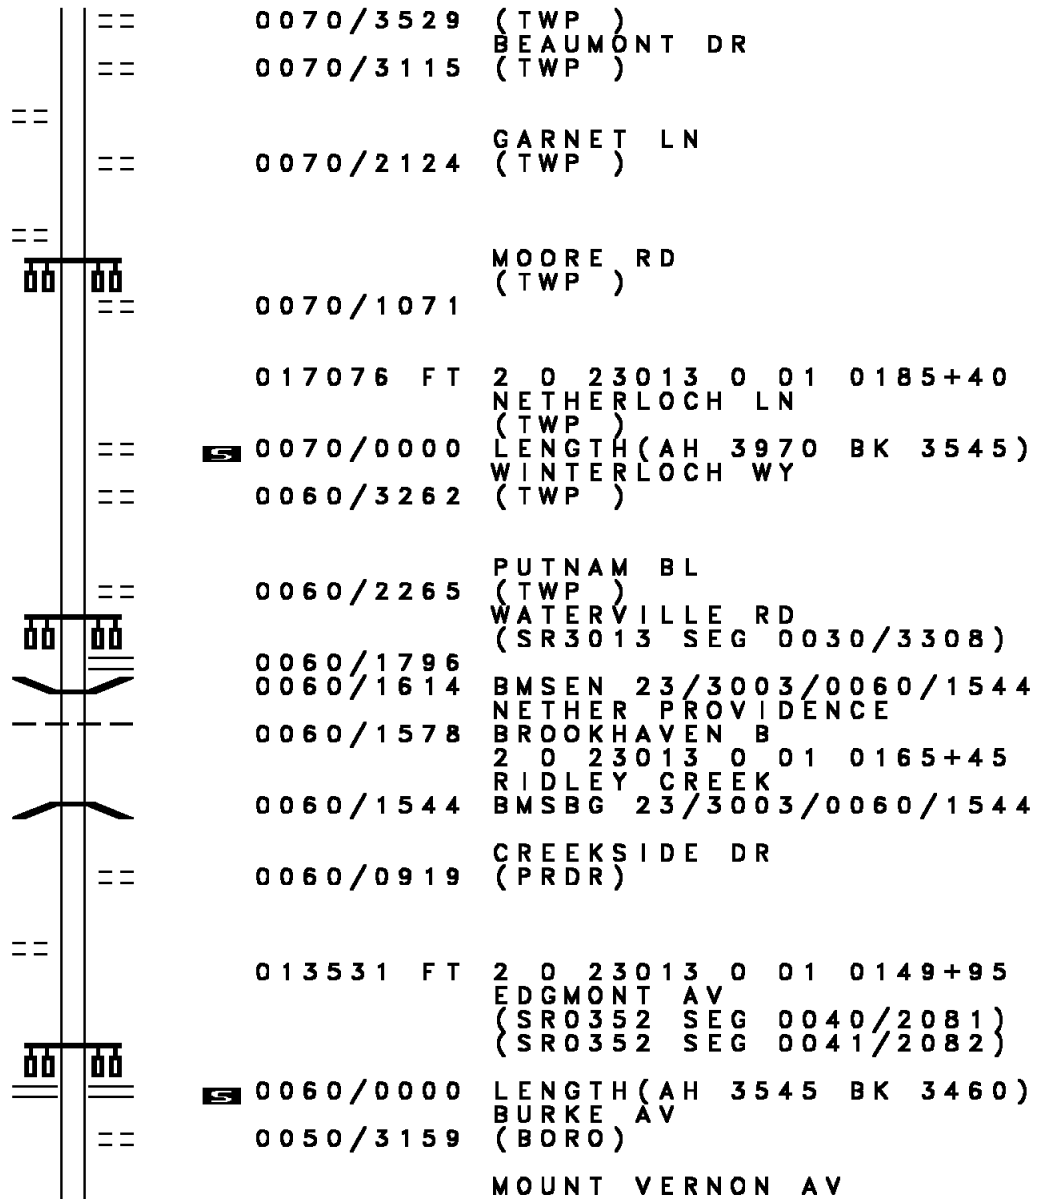 0070/3529 (TWP )
BEAUMONT DR
0070/3115 (TWP )
GARNET LN
0070/2124 (TWP )
MOORE RD
(TWP )
0070/1071
017076 FT 2 0 23013 0 01 0185+40
NETHERLOCH LN
(TWP )
S 0070/0000 LENGTH(AH 3970 BK 3545)
WINTERLOCH WY
0060/3262 (TWP )
PUTNAM BL
0060/2265 (TWP )
WATERVILLE RD
(SR3013 SEG 0030/3308)
0060/1796
0060/1614 BMSEN 23/3003/0060/1544
NETHER PROVIDENCE
0060/1578 BROOKHAVEN B
2 0 23013 0 01 0165+45
RIDLEY CREEK
0060/1544 BMSBG 23/3003/0060/1544
CREEKSIDE DR
0060/0919 (PRDR)
013531 FT 2 0 23013 0 01 0149+95
EDGMONT AV
(SR0352 SEG 0040/2081)
(SR0352 SEG 0041/2082)
S 0060/0000 LENGTH(AH 3545 BK 3460)
BURKE AV
0050/3159 (BORO)
MOUNT VERNON AV